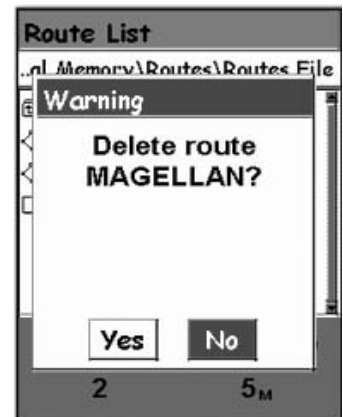 Route List
..al Memory\Routes\Routes File
Warning
Delete route
MAGELLAN?
Yes No
2 5M